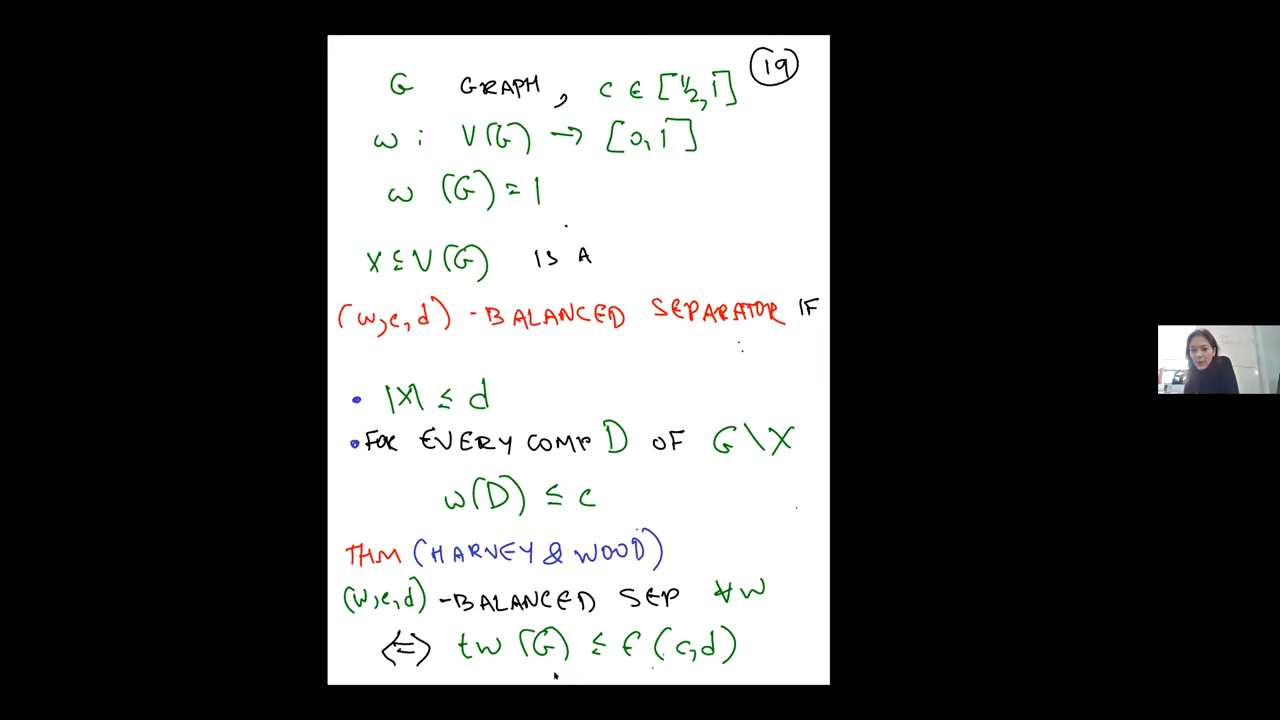 19
G GRAPH, c ∈ [1/2, 1]
w : V(G) → [0, 1]
w (G) = 1
X ⊆ V(G) IS A
(w, c, d) - BALANCED SEPARATOR IF
• |X| ≤ d
• FOR EVERY COMP D OF G \ X
w(D) ≤ c
THM (HARVEY & WOOD)
(w, c, d) - BALANCED SEP ∀ w
⟺ tw (G) ≤ f (c, d)